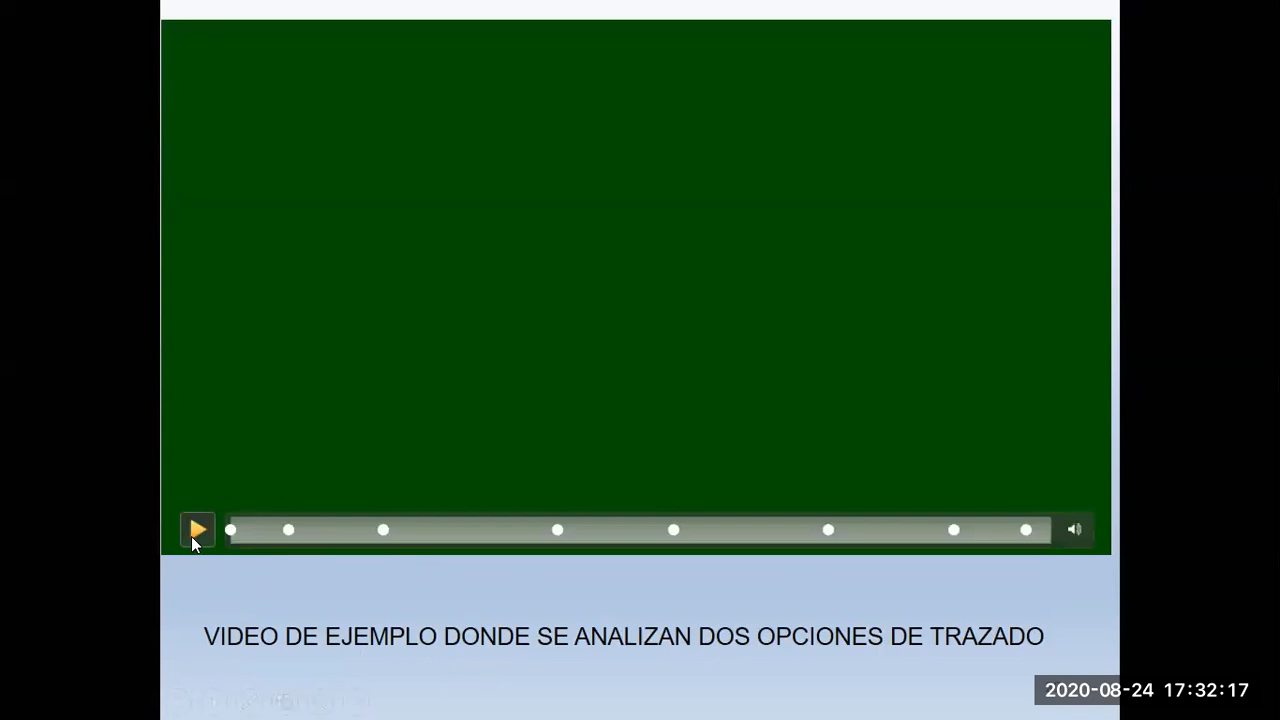 VIDEO DE EJEMPLO DONDE SE ANALIZAN DOS OPCIONES DE TRAZADO
2020-08-24 17:32:17